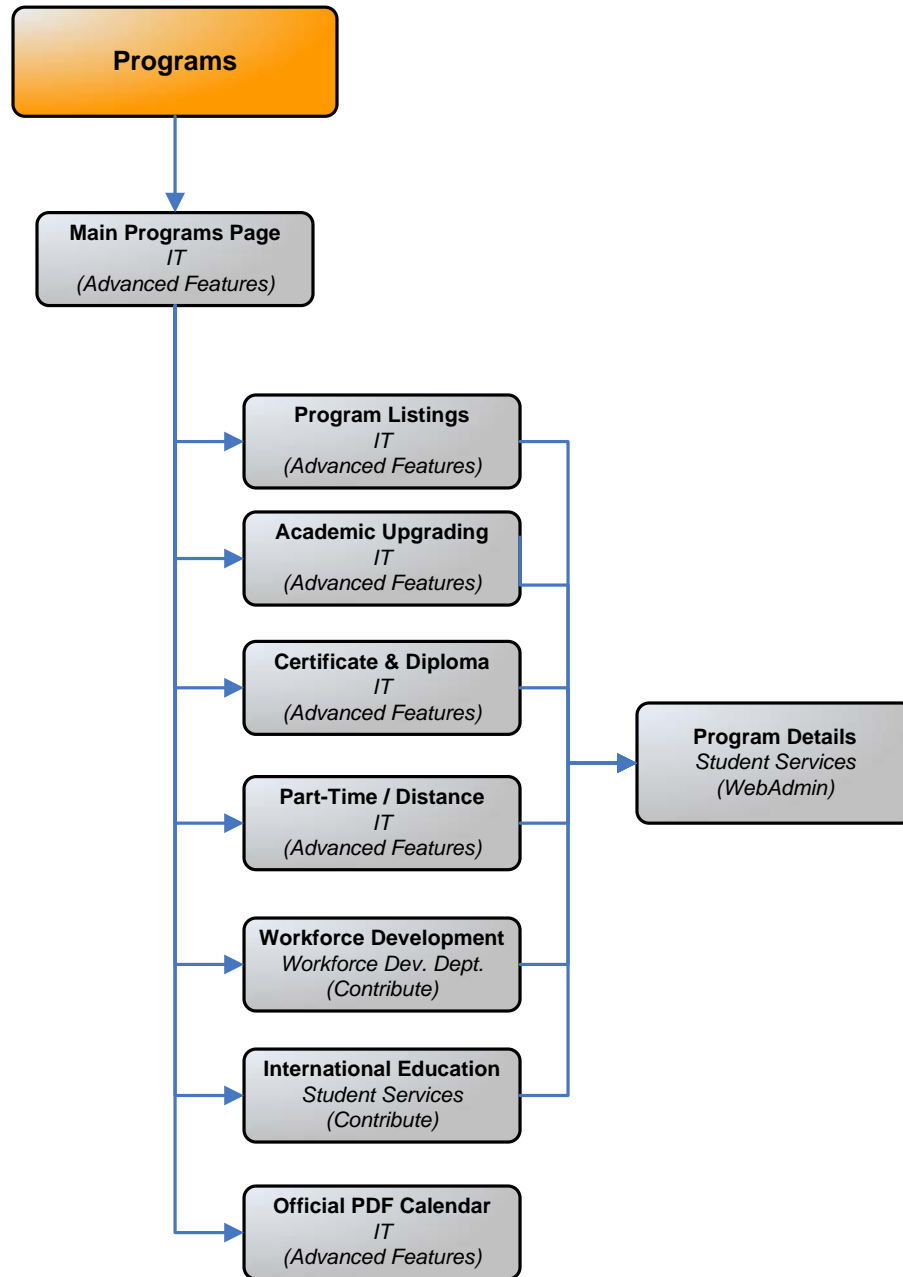 Programs
Main Programs Page
IT
(Advanced Features)
Program Listings
IT
(Advanced Features)
Academic Upgrading
IT
(Advanced Features)
Certificate & Diploma
IT
(Advanced Features)
Part-Time / Distance
IT
(Advanced Features)
Workforce Development
Workforce Dev. Dept.
(Contribute)
International Education
Student Services
(Contribute)
Official PDF Calendar
IT
(Advanced Features)
Program Details
Student Services
(WebAdmin)